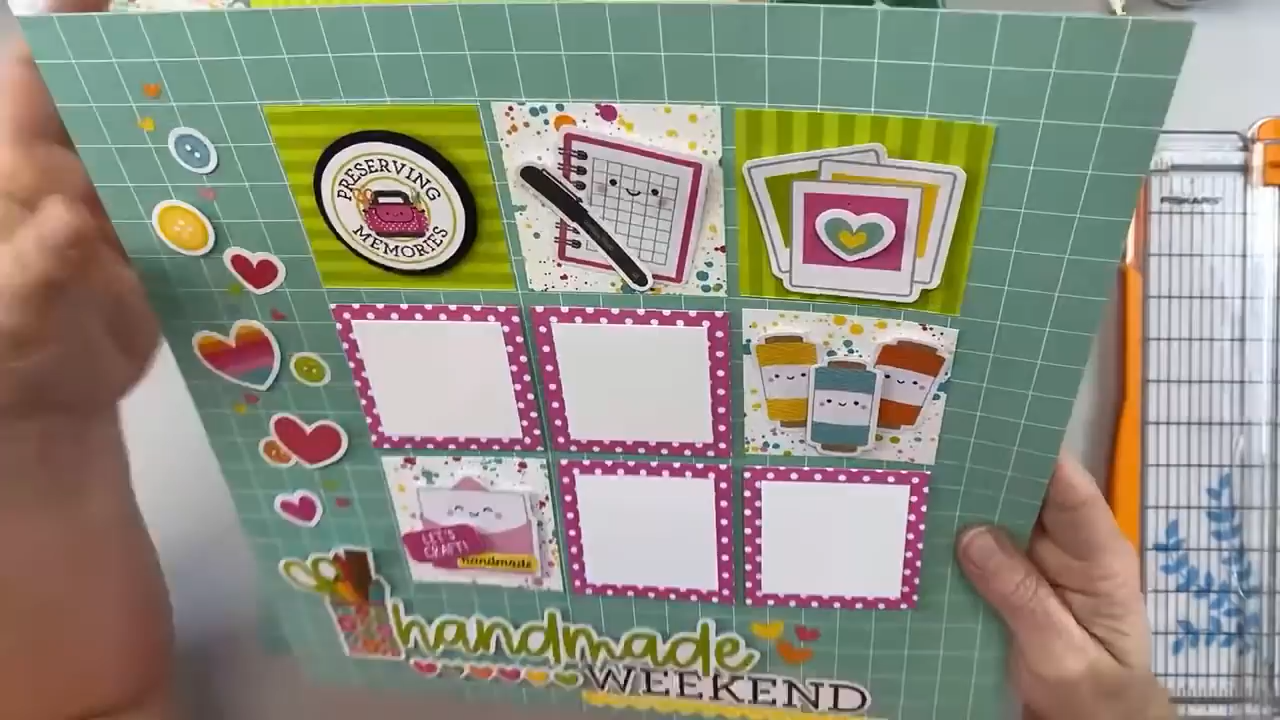 PRESERVING
MEMORIES
FISKARS
LET'S
CRAFT!
handmade
handmade
WEEKEND